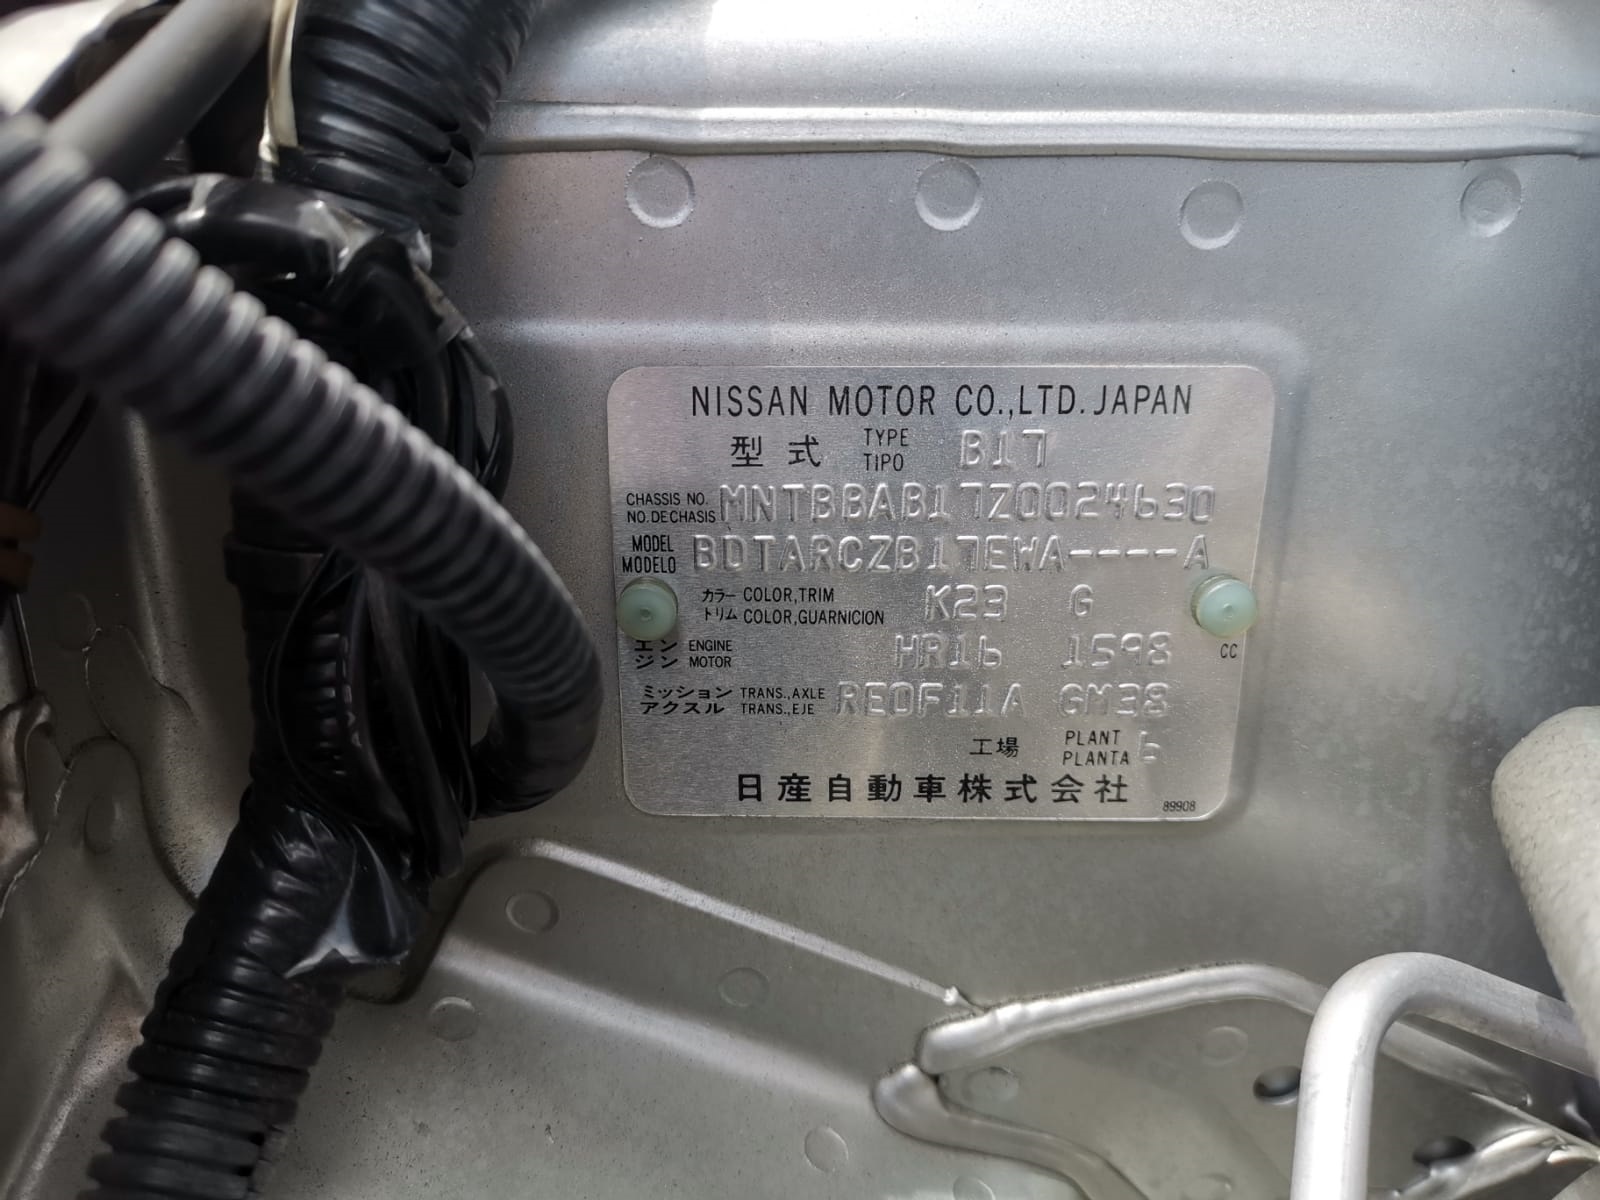 NISSAN MOTOR CO.,LTD. JAPAN
型式 TYPE TIPO B17
CHASSIS NO. NO. DE CHASIS MNTBBAB17Z0024630
MODEL MODELO BDTARCZB17EWA----A
カラー トリム COLOR,TRIM COLOR,GUARNICION K23 G
エンジン ENGINE MOTOR HR16 1598 CC
ミッション アクスル TRANS.,AXLE TRANS.,EJE RE0F11A GM38
工場 PLANT PLANTA 6
日産自動車株式会社 89908